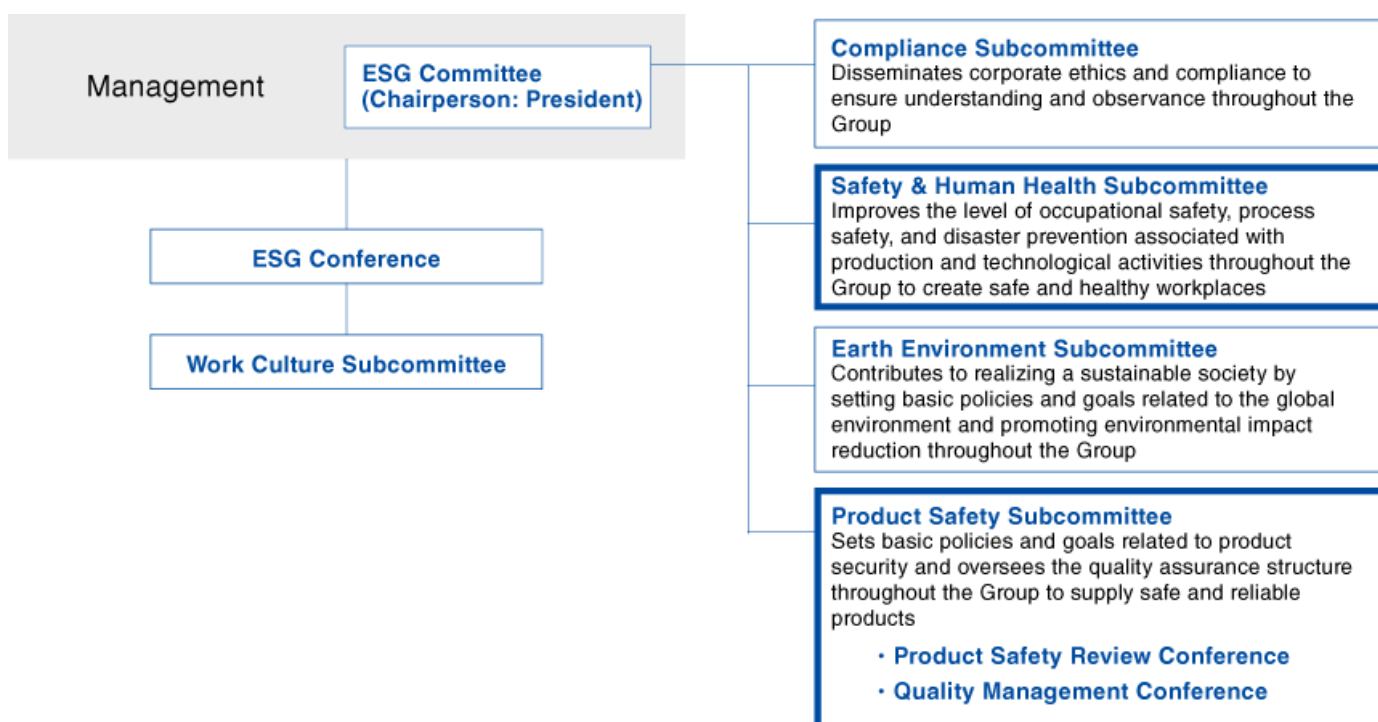 Management
ESG Committee
(Chairperson: President)
ESG Conference
Work Culture Subcommittee
Compliance Subcommittee
Disseminates corporate ethics and compliance to
ensure understanding and observance throughout the
Group
Safety & Human Health Subcommittee
Improves the level of occupational safety, process
safety, and disaster prevention associated with
production and technological activities throughout the
Group to create safe and healthy workplaces
Earth Environment Subcommittee
Contributes to realizing a sustainable society by
setting basic policies and goals related to the global
environment and promoting environmental impact
reduction throughout the Group
Product Safety Subcommittee
Sets basic policies and goals related to product
security and oversees the quality assurance structure
throughout the Group to supply safe and reliable
products
・Product Safety Review Conference
・Quality Management Conference